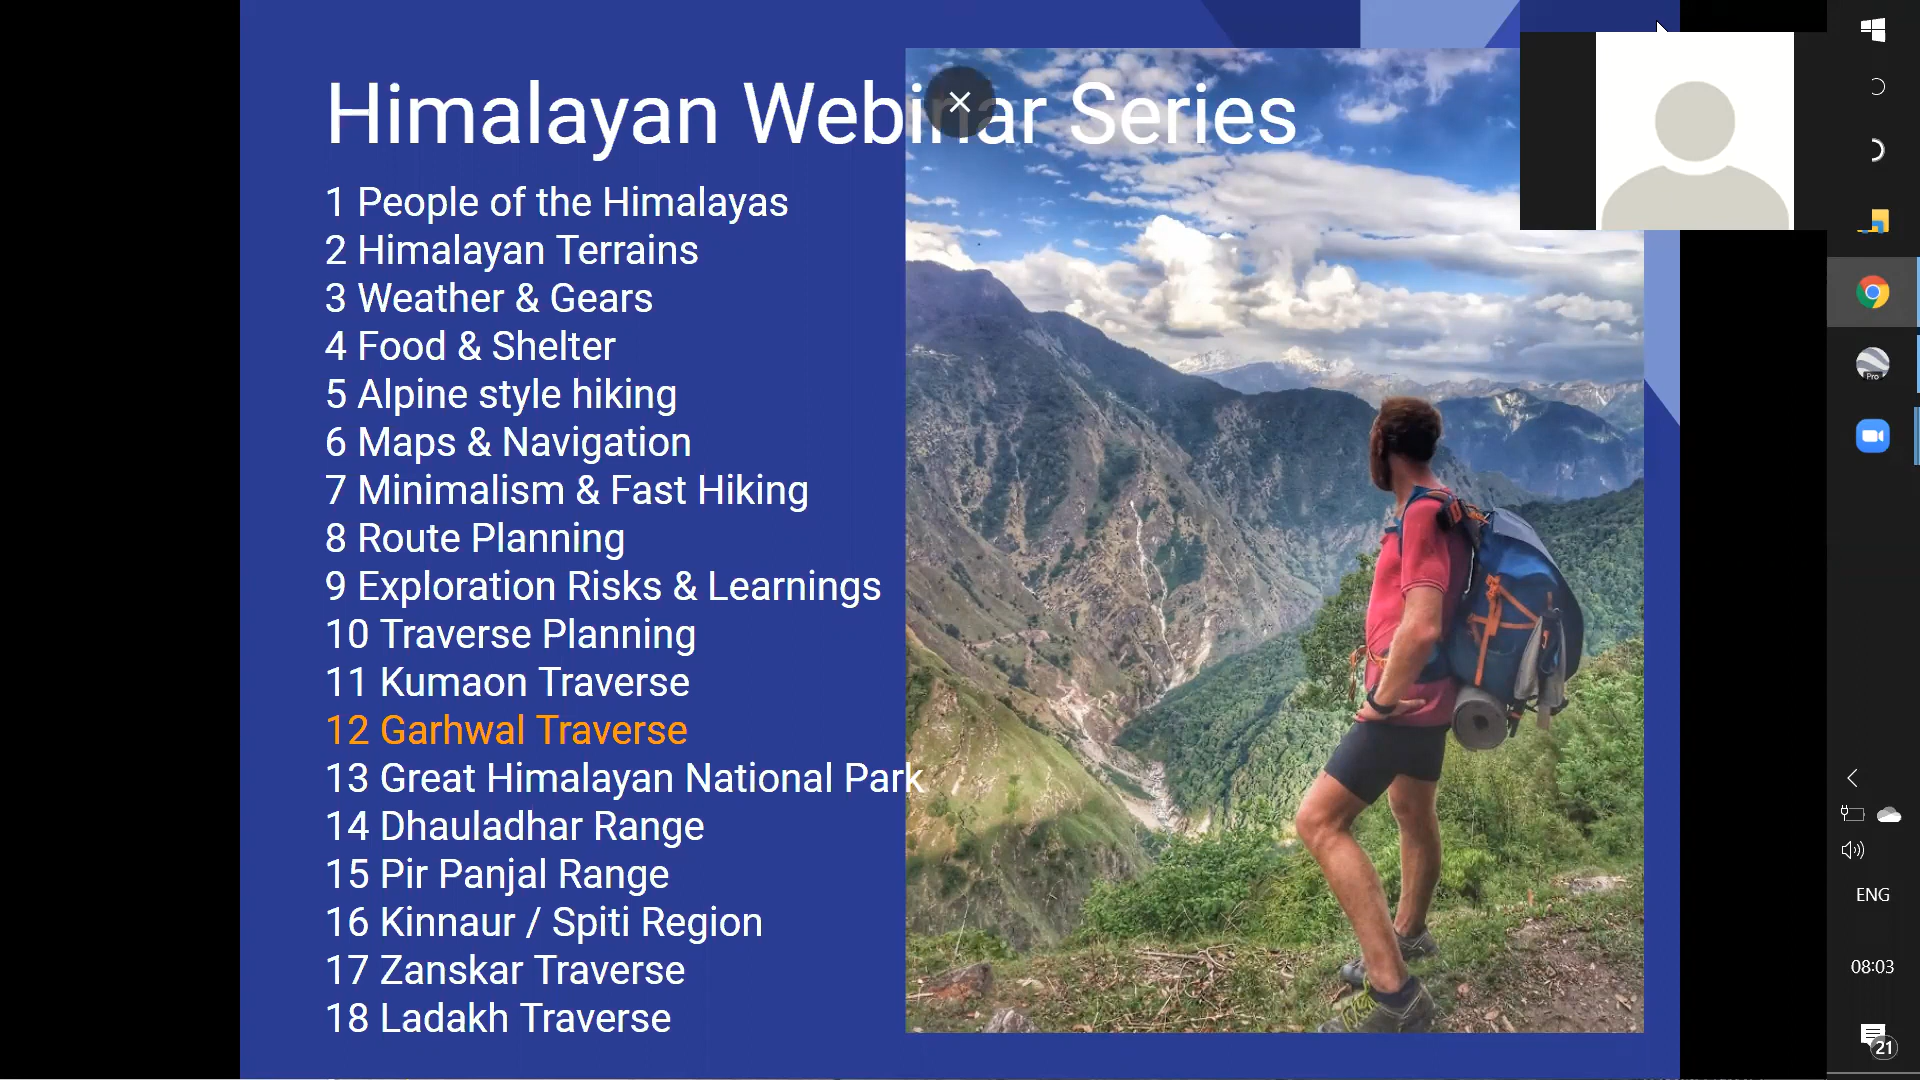 Himalayan Webinar Series
1 People of the Himalayas
2 Himalayan Terrains
3 Weather & Gears
4 Food & Shelter
5 Alpine style hiking
6 Maps & Navigation
7 Minimalism & Fast Hiking
8 Route Planning
9 Exploration Risks & Learnings
10 Traverse Planning
11 Kumaon Traverse
12 Garhwal Traverse
13 Great Himalayan National Park
14 Dhauladhar Range
15 Pir Panjal Range
16 Kinnaur / Spiti Region
17 Zanskar Traverse
18 Ladakh Traverse
Pro
ENG
08:03
21